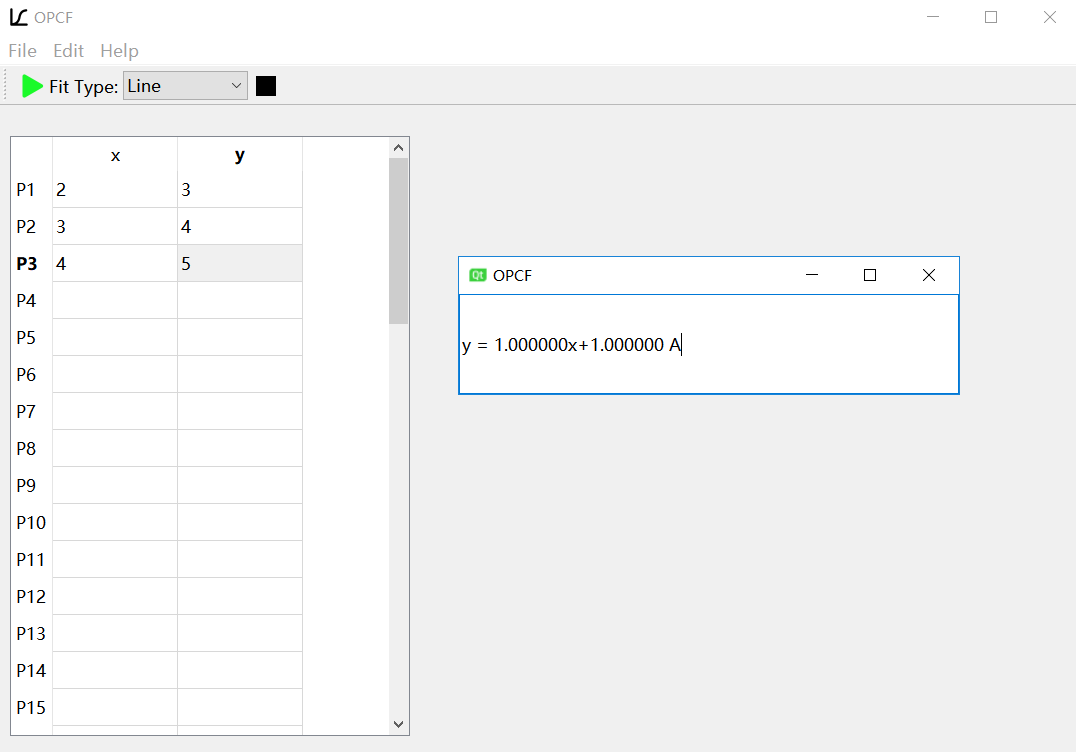 OPCF
File Edit Help
Fit Type: Line
x y
P1 2 3
P2 3 4
P3 4 5
P4
P5
P6
P7
P8
P9
P10
P11
P12
P13
P14
P15
Qt OPCF
y = 1.000000x+1.000000 A